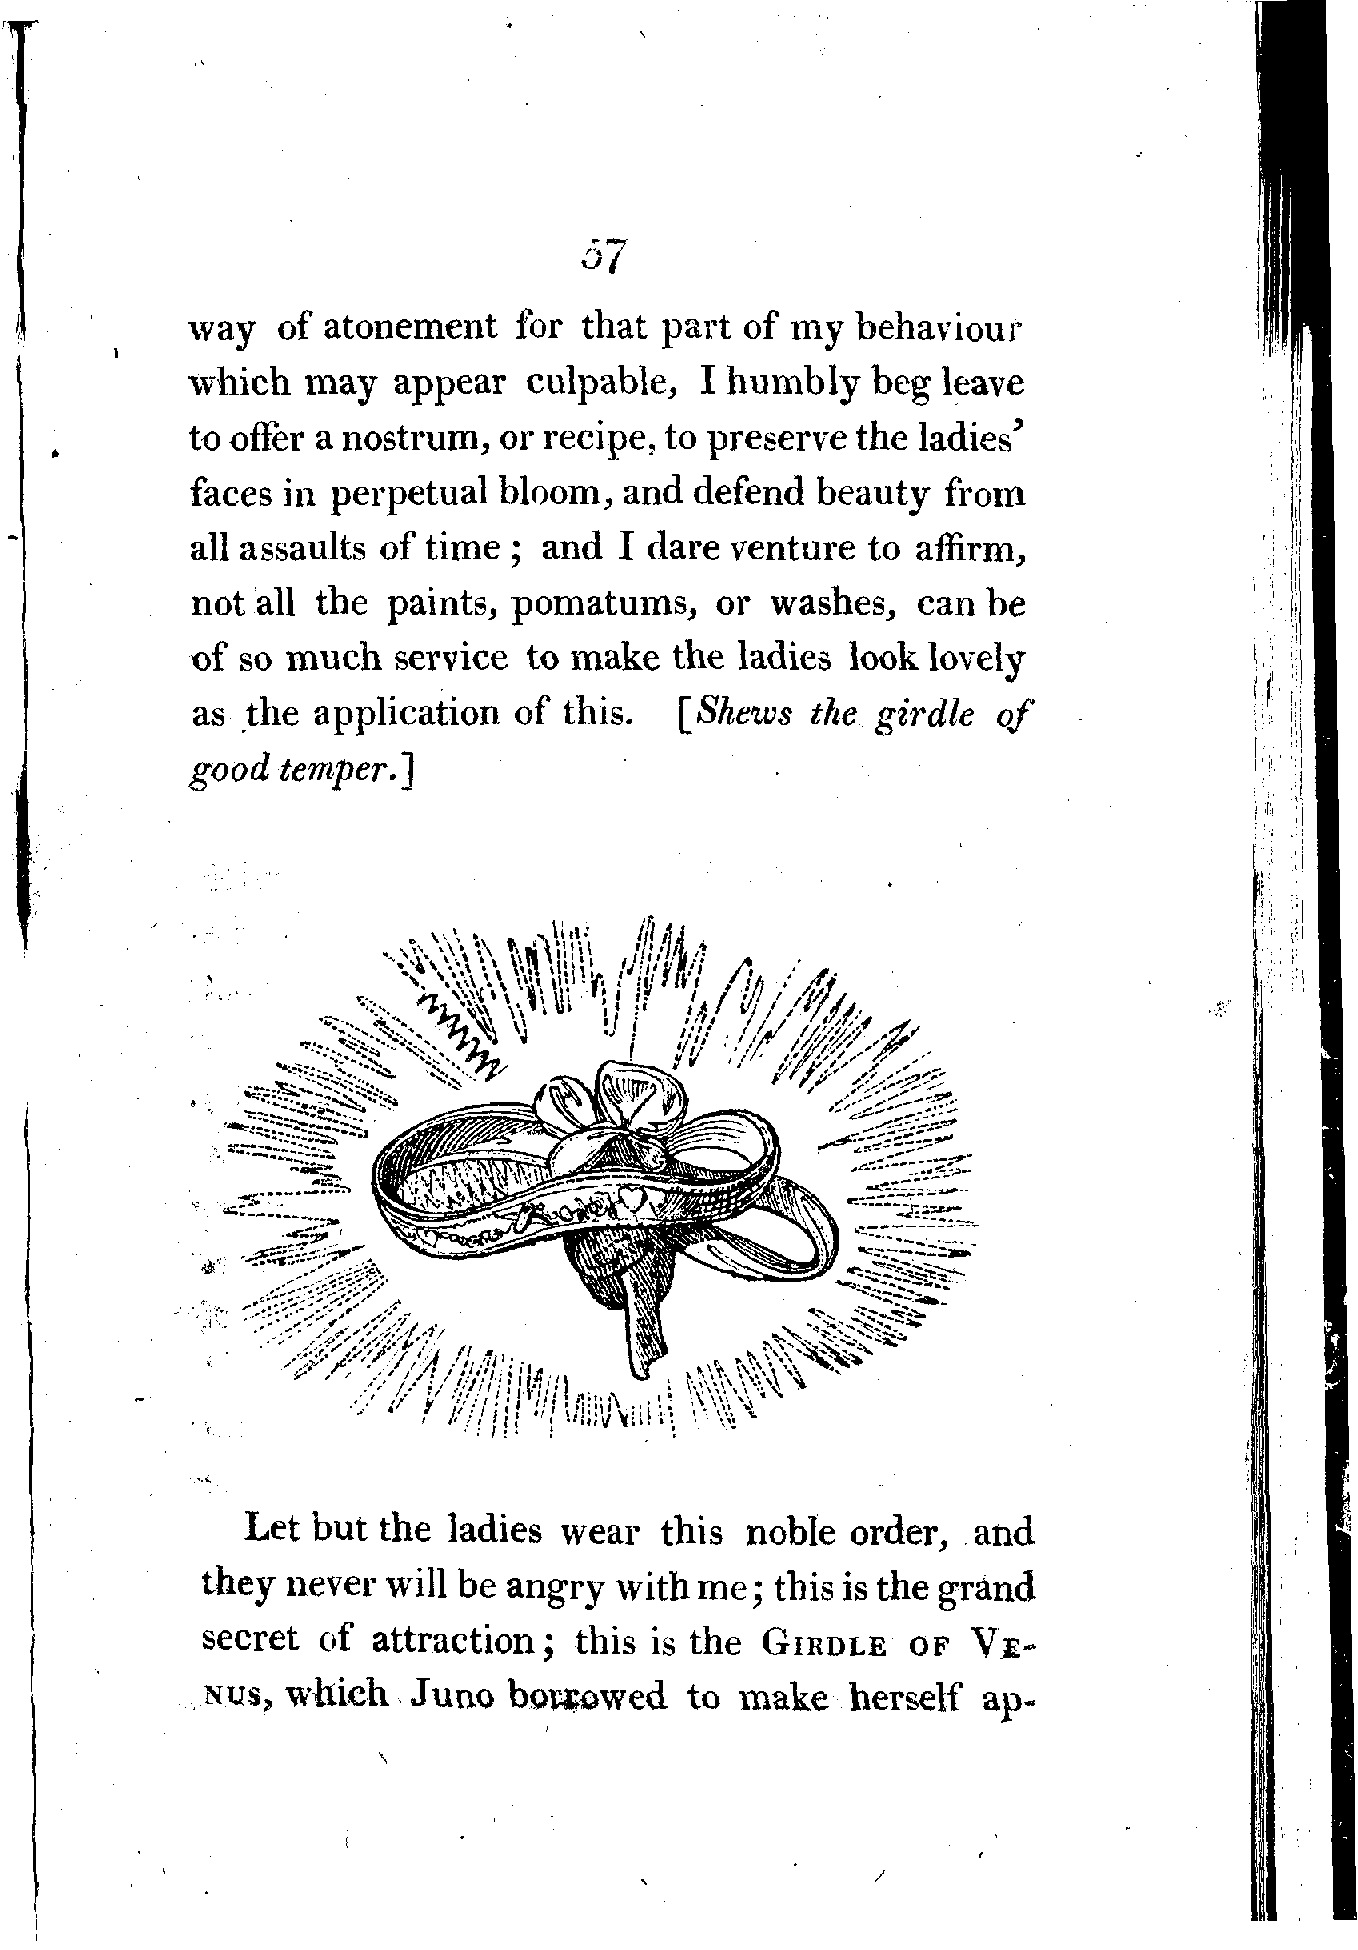 57
way of atonement for that part of my behaviour
which may appear culpable, I humbly beg leave
to offer a nostrum, or recipe, to preserve the ladies'
faces in perpetual bloom, and defend beauty from
all assaults of time; and I dare venture to affirm,
not all the paints, pomatums, or washes, can be
of so much service to make the ladies look lovely
as the application of this. [Shews the girdle of
good temper.]
Let but the ladies wear this noble order, and
they never will be angry with me; this is the grand
secret of attraction; this is the GIRDLE OF VE-
NUS, which Juno borrowed to make herself ap-